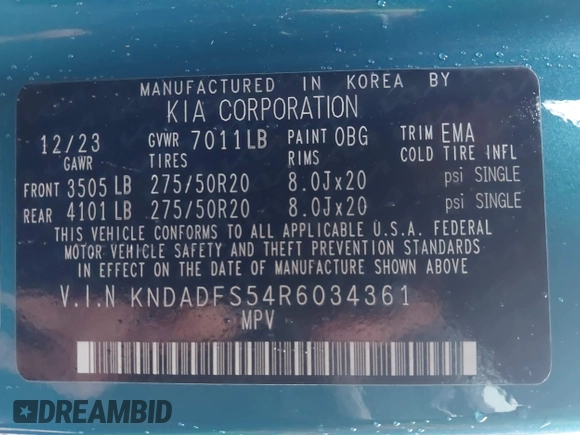 MANUFACTURED IN KOREA BY
KIA CORPORATION
12/23 GVWR 7011LB PAINT OBG TRIM EMA
GAWR TIRES RIMS COLD TIRE INFL
FRONT 3505 LB 275/50R20 8.0Jx20 psi SINGLE
REAR 4101 LB 275/50R20 8.0Jx20 psi SINGLE
THIS VEHICLE CONFORMS TO ALL APPLICABLE U.S.A. FEDERAL
MOTOR VEHICLE SAFETY AND THEFT PREVENTION STANDARDS
IN EFFECT ON THE DATE OF MANUFACTURE SHOWN ABOVE
V.I.N KNDADFS54R6034361
MPV
DREAMBID